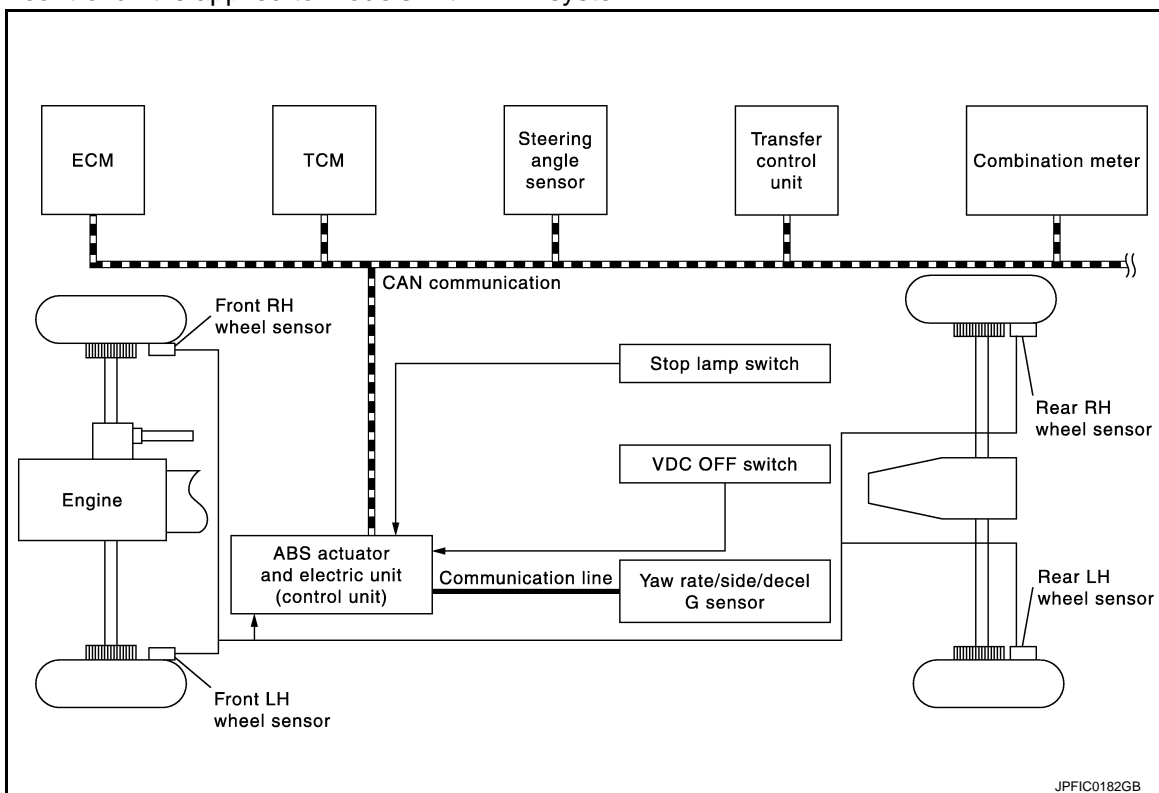 ECM
TCM
Steering
angle
sensor
Transfer
control
unit
Combination meter
CAN communication
Front RH
wheel sensor
Stop lamp switch
Rear RH
wheel sensor
VDC OFF switch
Engine
ABS actuator
and electric unit
(control unit)
Communication line
Yaw rate/side/decel
G sensor
Rear LH
wheel sensor
Front LH
wheel sensor
JPFIC0182GB